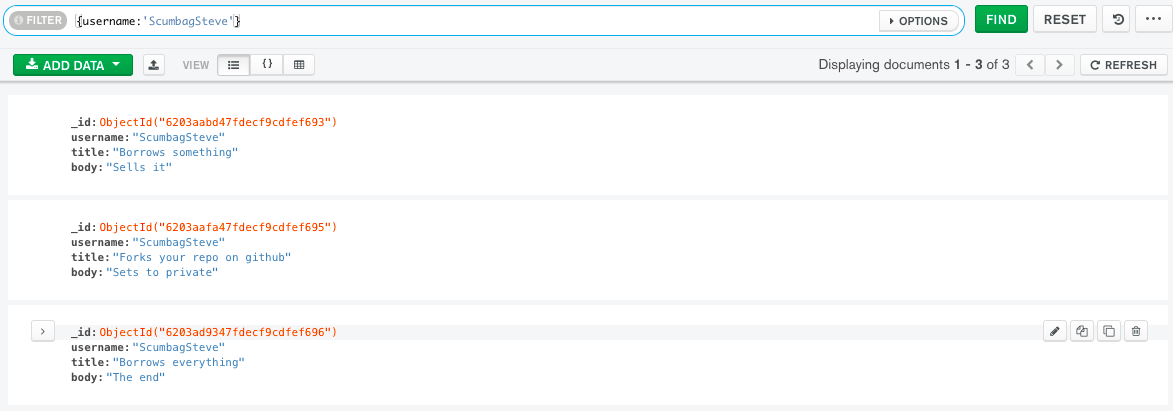 FILTER {username:'ScumbagSteve'} OPTIONS FIND RESET
ADD DATA VIEW {} Displaying documents 1 - 3 of 3 REFRESH
_id: ObjectId("6203aabd47fdecf9cdfef693")
username: "ScumbagSteve"
title: "Borrows something"
body: "Sells it"
_id: ObjectId("6203aafa47fdecf9cdfef695")
username: "ScumbagSteve"
title: "Forks your repo on github"
body: "Sets to private"
_id: ObjectId("6203ad9347fdecf9cdfef696")
username: "ScumbagSteve"
title: "Borrows everything"
body: "The end"